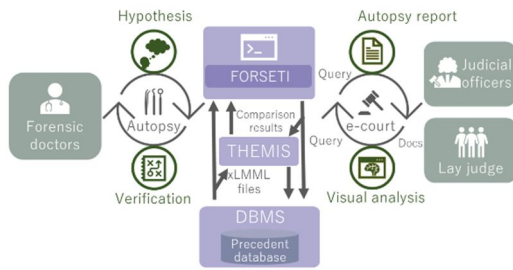 Hypothesis
Autopsy report
FORSETI
Query
Judicial
officers
Forensic
doctors
Autopsy
Comparison
results
Query
e-court
Docs
THEMIS
Lay judge
xLMML
files
Verification
Visual analysis
DBMS
Precedent
database